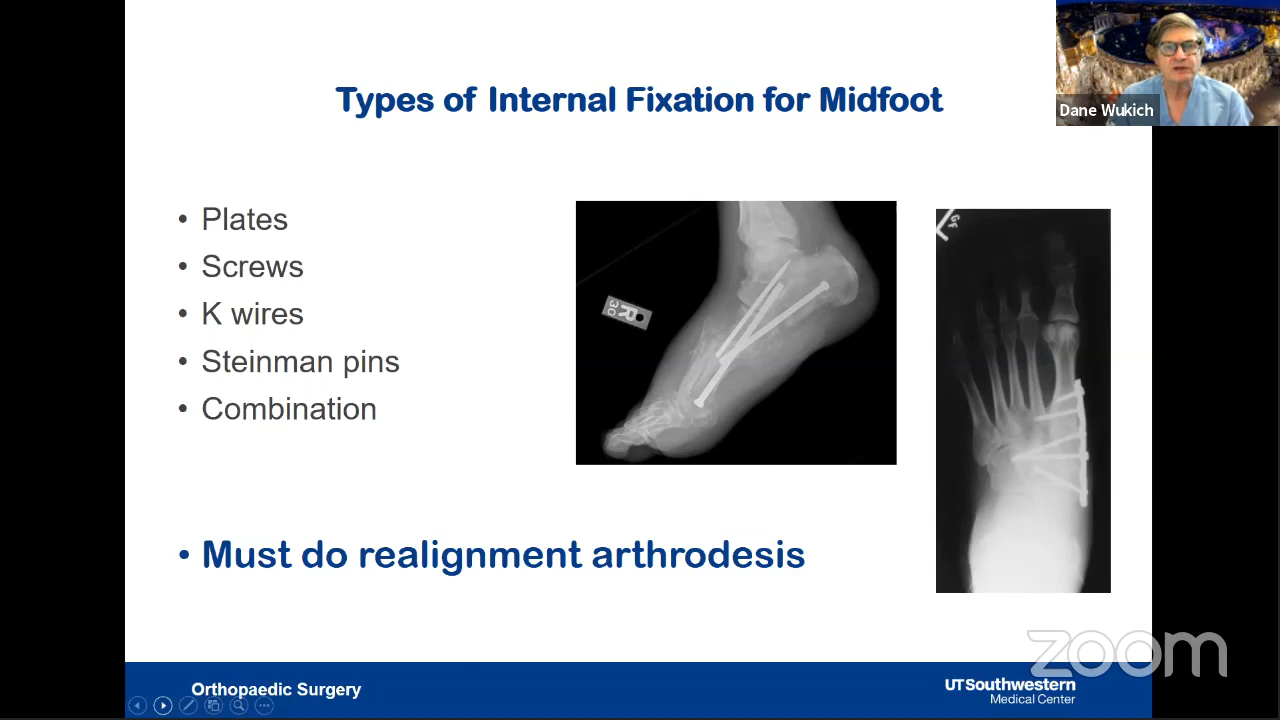 Types of Internal Fixation for Midfoot
Dane Wukich
• Plates
• Screws
• K wires
• Steinman pins
• Combination
R
30
L
• Must do realignment arthrodesis
zoom
Orthopaedic Surgery
UTSouthwestern
Medical Center